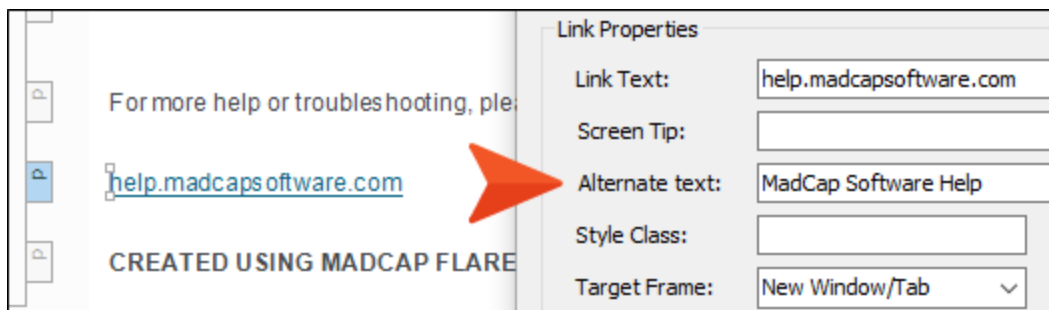 Link Properties
Link Text: help.madcapsoftware.com
p
For more help or troubleshooting, plea
Screen Tip:
p
help.madcapsoftware.com
Alternate text: MadCap Software Help
Style Class:
p
CREATED USING MADCAP FLARE
Target Frame: New Window/Tab